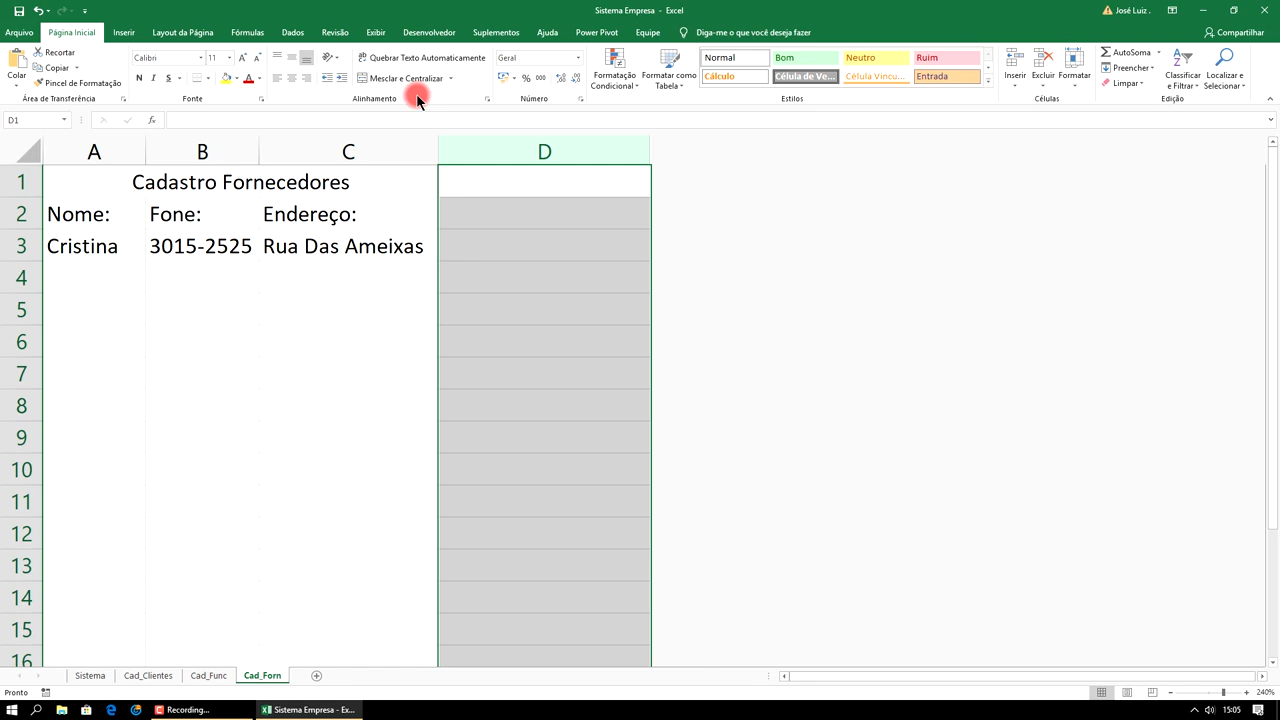 Sistema Empresa - Excel
José Luiz .
Arquivo Página Inicial Inserir Layout da Página Fórmulas Dados Revisão Exibir Desenvolvedor Suplementos Ajuda Power Pivot Equipe Diga-me o que você deseja fazer Compartilhar
Colar
Recortar
Copiar
Pincel de Formatação
Área de Transferência
Calibri 11
N I S
Fonte
Quebrar Texto Automaticamente
Mesclar e Centralizar
Alinhamento
Geral
% 000
Número
Formatação Condicional
Formatar como Tabela
Normal Bom Neutro Ruim
Cálculo Célula de Ve... Célula Vincu... Entrada
Estilos
Inserir Excluir Formatar
Células
AutoSoma
Preencher
Limpar
Classificar e Filtrar
Localizar e Selecionar
Edição
D1
fx
A B C D
1 Cadastro Fornecedores
2 Nome: Fone: Endereço:
3 Cristina 3015-2525 Rua Das Ameixas
4
5
6
7
8
9
10
11
12
13
14
15
16
Sistema Cad_Clientes Cad_Func Cad_Forn
Pronto
240%
Recording...
Sistema Empresa - Ex...
15:05